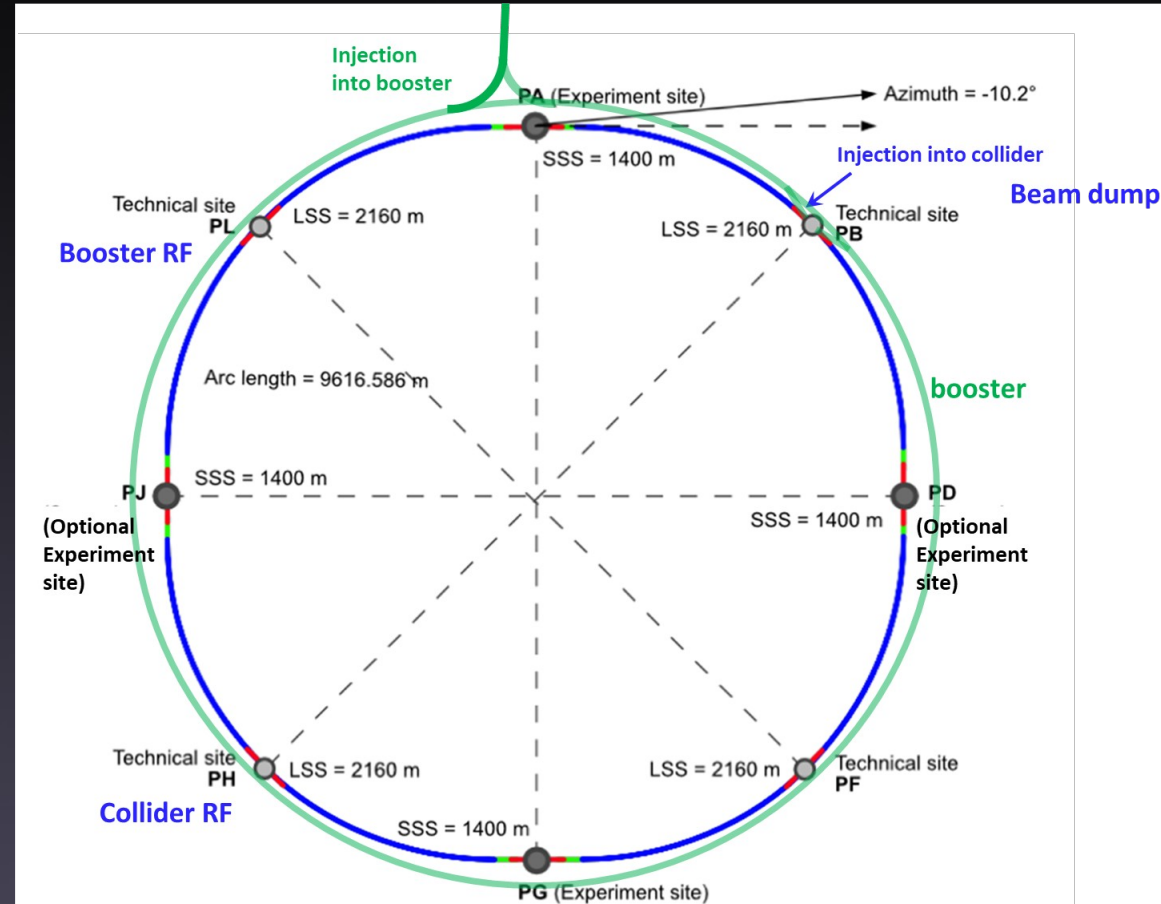 Injection
into booster
PA (Experiment site)
Azimuth = -10.2°
SSS = 1400 m
Injection into collider
Beam dump
Technical site
PL
LSS = 2160 m
Booster RF
LSS = 2160 m
Technical site
PB
Arc length = 9616.586 m
booster
PJ
SSS = 1400 m
(Optional
Experiment
site)
PD
SSS = 1400 m
(Optional
Experiment
site)
Technical site
PH
LSS = 2160 m
Collider RF
LSS = 2160 m
Technical site
PF
SSS = 1400 m
PG (Experiment site)